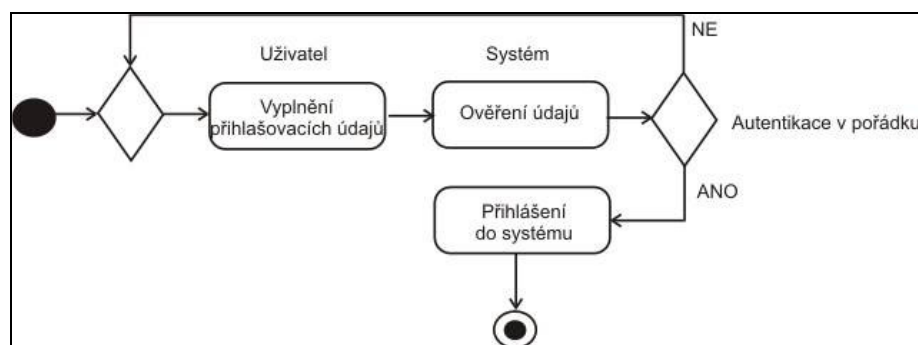 NE
Uživatel
Systém
Vyplnění
přihlašovacích údajů
Ověření údajů
Autentikace v pořádku
ANO
Přihlášení
do systému